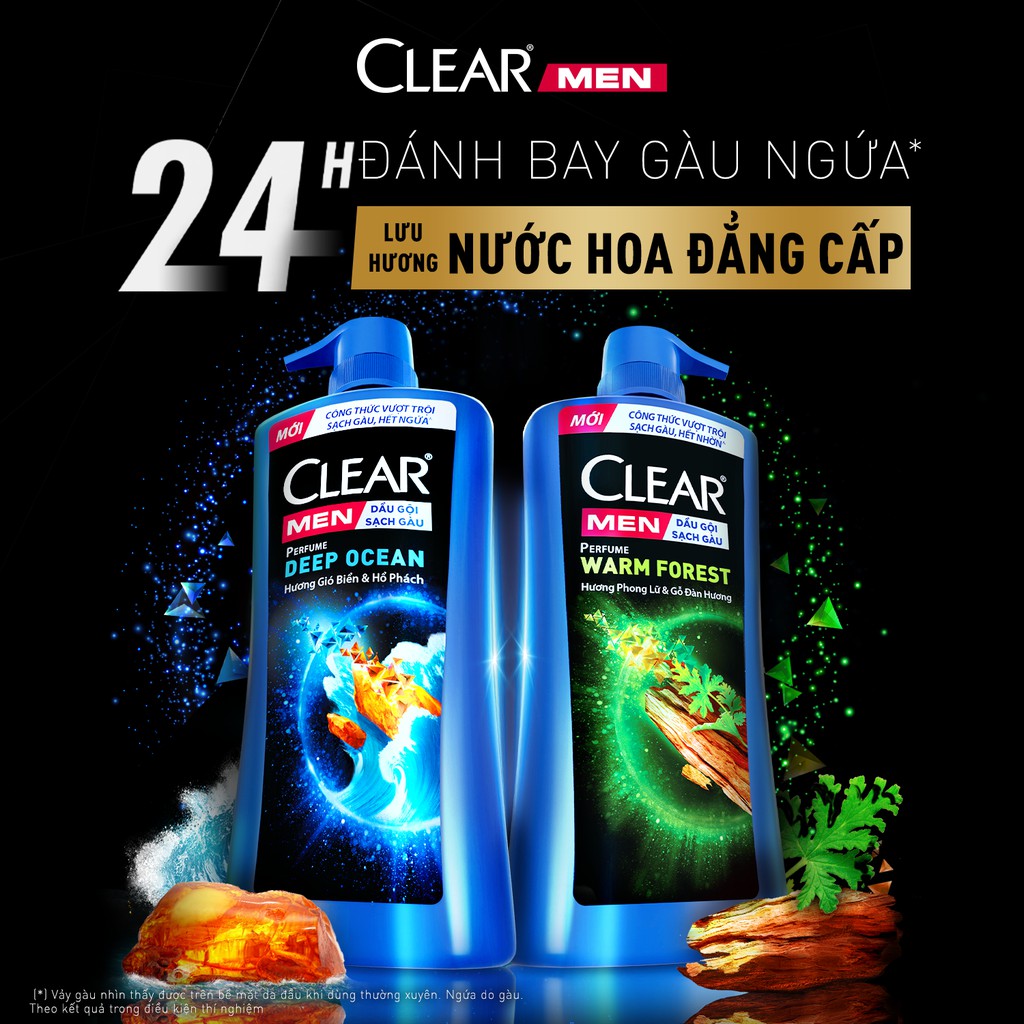 CLEAR® MEN
24H ĐÁNH BAY GÀU NGỨA*
LƯU HƯƠNG NƯỚC HOA ĐẲNG CẤP
MỚI
CÔNG THỨC VƯỢT TRỘI
SẠCH GÀU, HẾT NGỨA^
CLEAR®
MEN
DẦU GỘI
SẠCH GÀU
PERFUME
DEEP OCEAN
Hương Gió Biển & Hổ Phách
MỚI
CÔNG THỨC VƯỢT TRỘI
SẠCH GÀU, HẾT NHỜN^
CLEAR®
MEN
DẦU GỘI
SẠCH GÀU
PERFUME
WARM FOREST
Hương Phong Lữ & Gỗ Đàn Hương
(*) Vảy gàu nhìn thấy được trên bề mặt da đầu khi dùng thường xuyên. Ngứa do gàu.
Theo kết quả trong điều kiện thí nghiệm